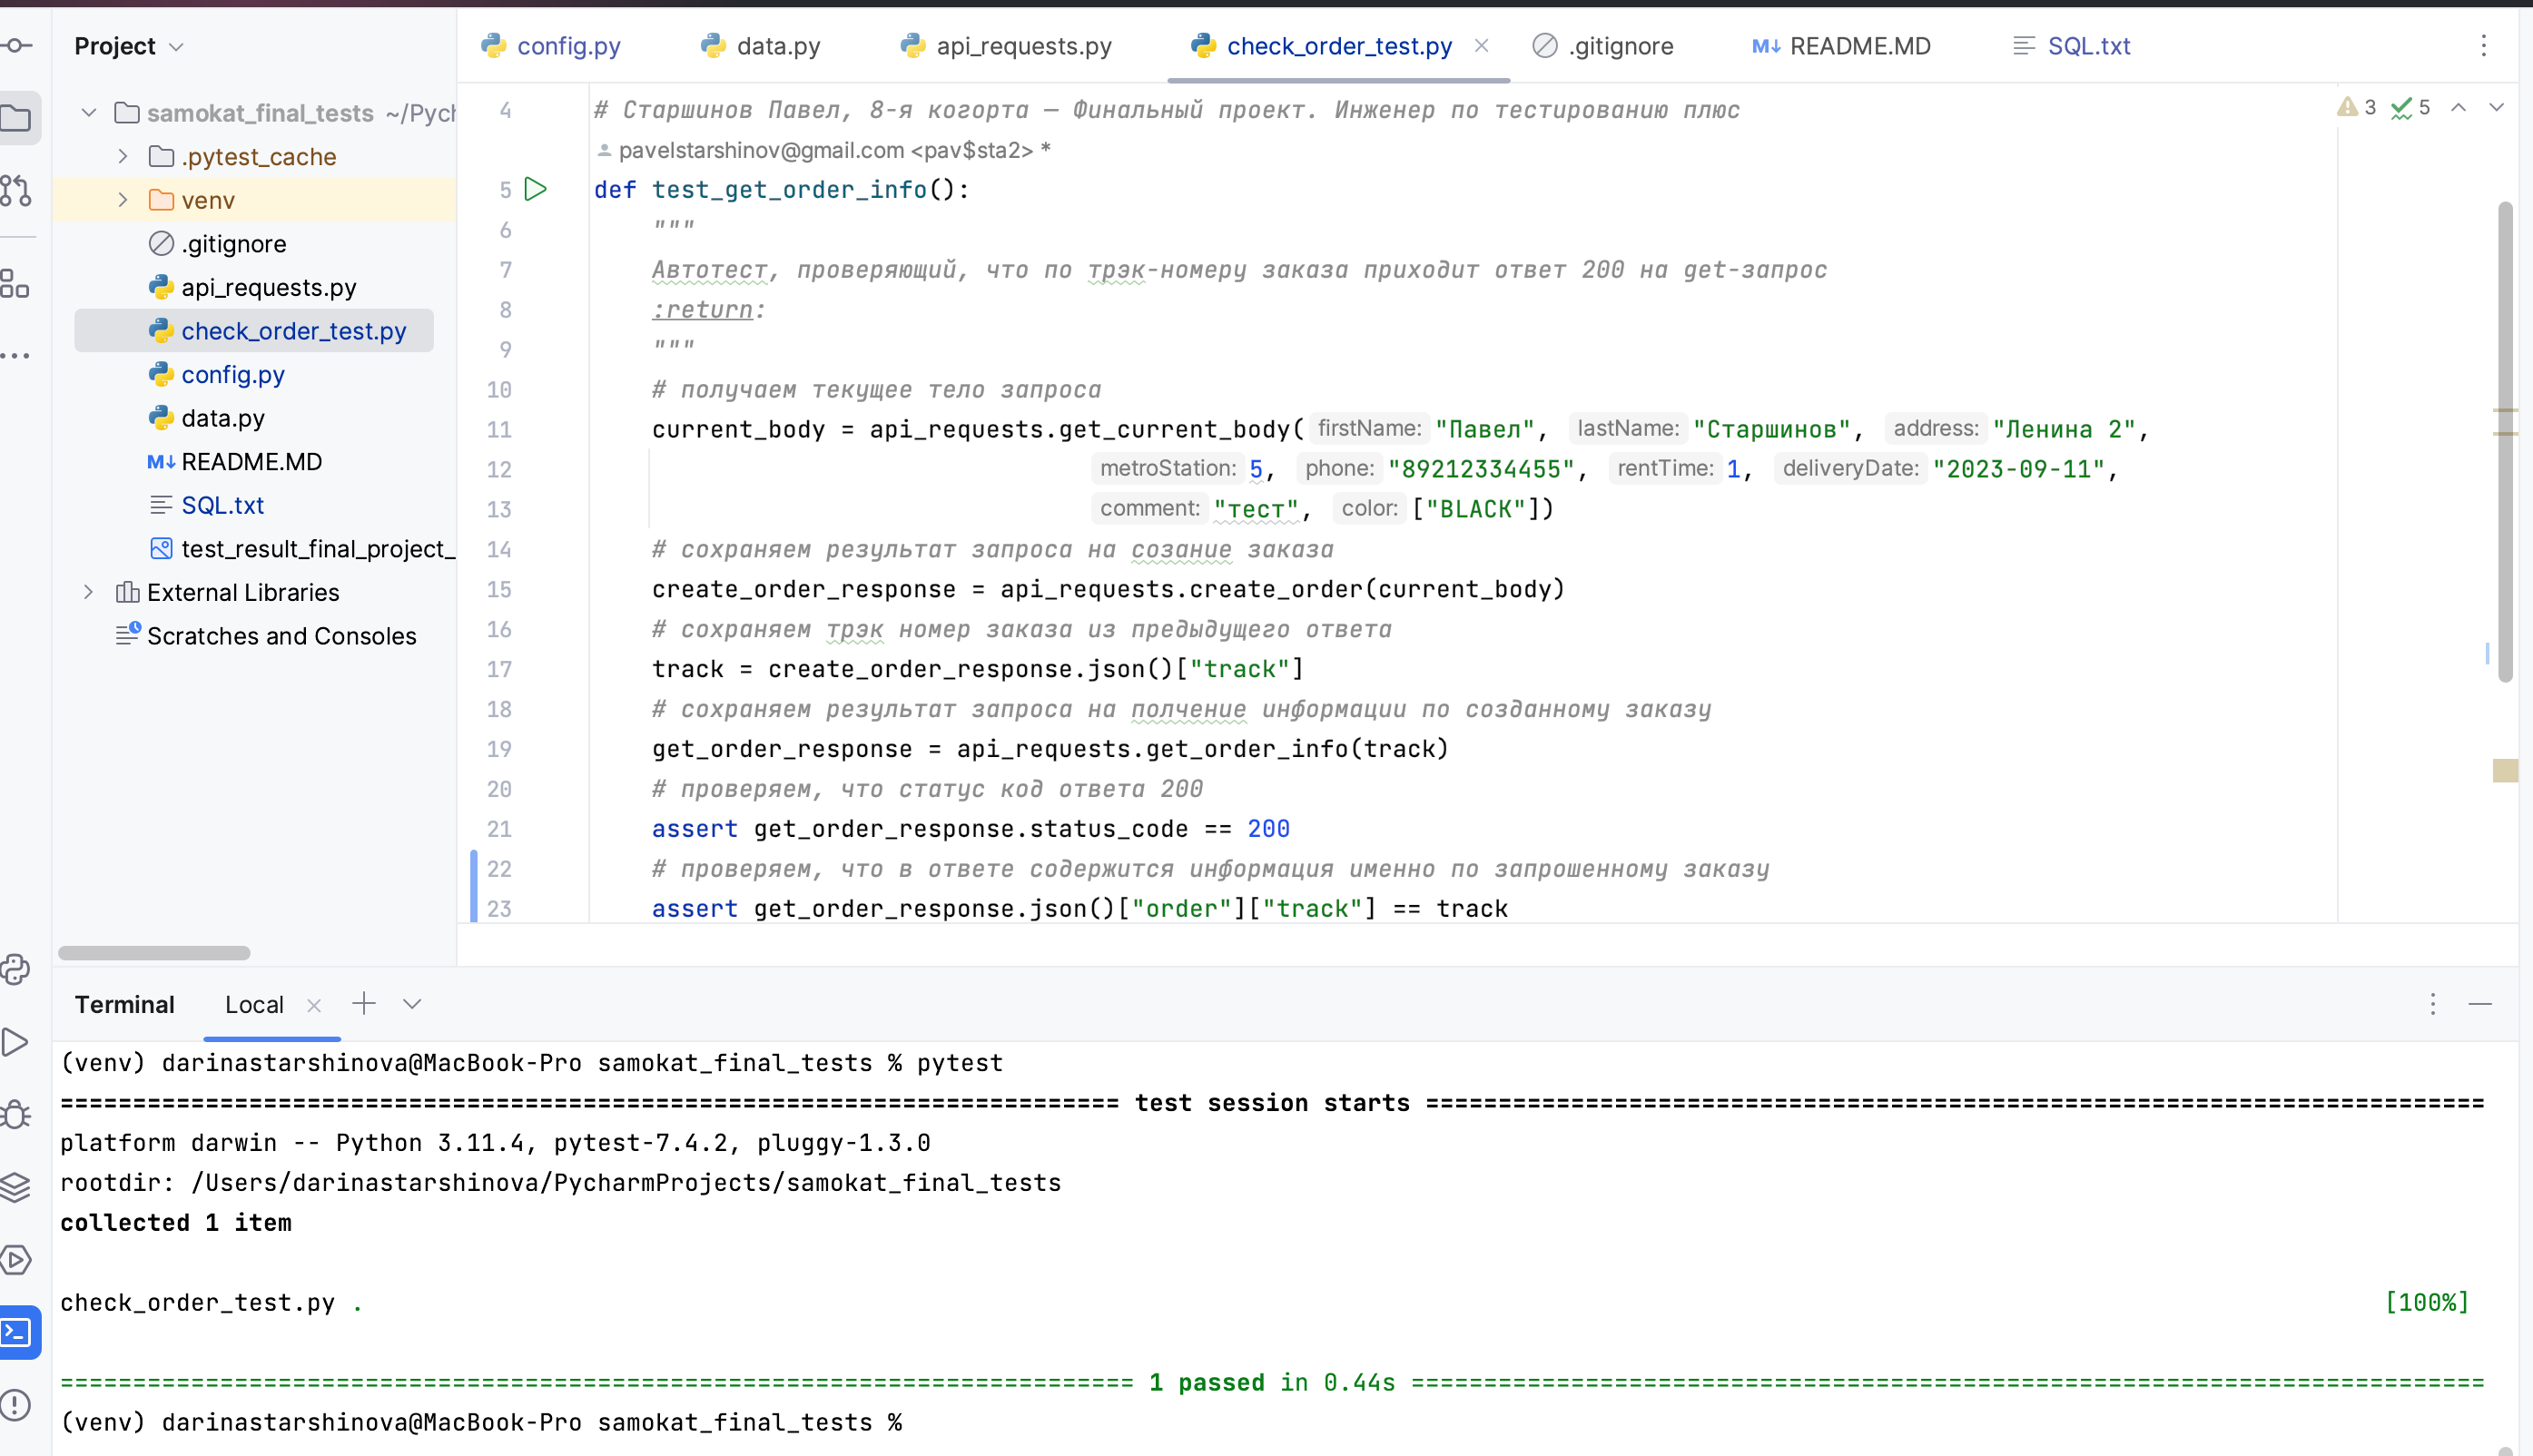 Project
config.py
data.py
api_requests.py
check_order_test.py
.gitignore
M↓ README.MD
SQL.txt
samokat_final_tests ~/Pych
.pytest_cache
venv
.gitignore
api_requests.py
check_order_test.py
config.py
data.py
M↓ README.MD
SQL.txt
test_result_final_project_
External Libraries
Scratches and Consoles
3 5
4 # Старшинов Павел, 8-я когорта — Финальный проект. Инженер по тестированию плюс
pavelstarshinov@gmail.com <pav$sta2> *
5 def test_get_order_info():
6 """
7 Автотест, проверяющий, что по трэк-номеру заказа приходит ответ 200 на get-запрос
8 :return:
9 """
10 # получаем текущее тело запроса
11 current_body = api_requests.get_current_body( firstName: "Павел", lastName: "Старшинов", address: "Ленина 2",
12 metroStation: 5, phone: "89212334455", rentTime: 1, deliveryDate: "2023-09-11",
13 comment: "тест", color: ["BLACK"])
14 # сохраняем результат запроса на созание заказа
15 create_order_response = api_requests.create_order(current_body)
16 # сохраняем трэк номер заказа из предыдущего ответа
17 track = create_order_response.json()["track"]
18 # сохраняем результат запроса на полчение информации по созданному заказу
19 get_order_response = api_requests.get_order_info(track)
20 # проверяем, что статус код ответа 200
21 assert get_order_response.status_code == 200
22 # проверяем, что в ответе содержится информация именно по запрошенному заказу
23 assert get_order_response.json()["order"]["track"] == track
Terminal Local
(venv) darinastarshinova@MacBook-Pro samokat_final_tests % pytest
========================================================================= test session starts =========================================================================
platform darwin -- Python 3.11.4, pytest-7.4.2, pluggy-1.3.0
rootdir: /Users/darinastarshinova/PycharmProjects/samokat_final_tests
collected 1 item
check_order_test.py . [100%]
========================================================================== 1 passed in 0.44s ==========================================================================
(venv) darinastarshinova@MacBook-Pro samokat_final_tests %